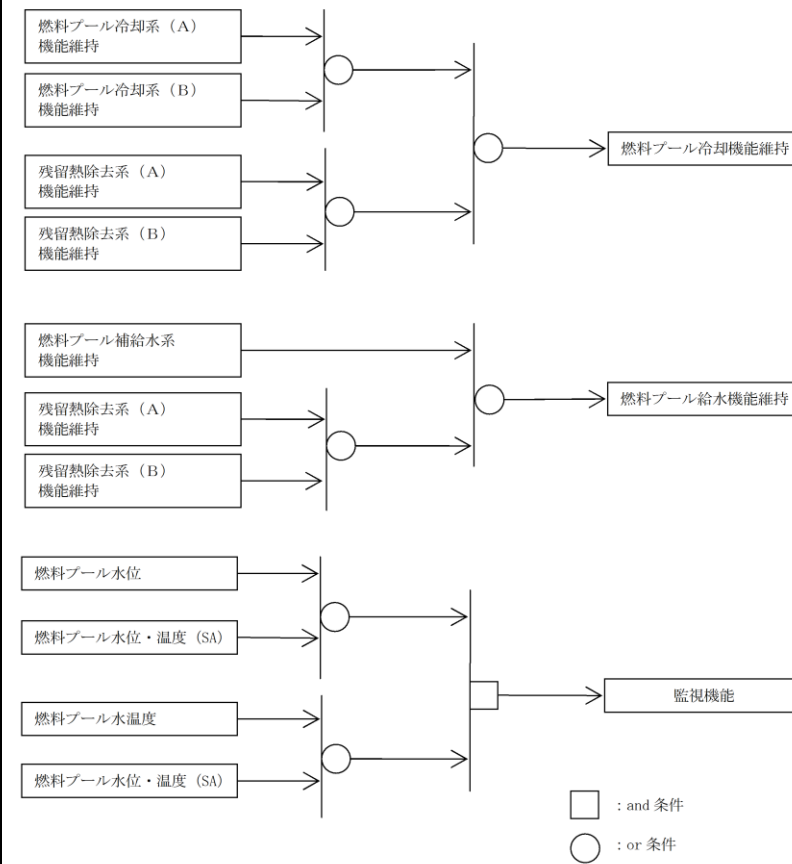 燃料プール冷却系（A）
機能維持
燃料プール冷却系（B）
機能維持
燃料プール冷却機能維持
残留熱除去系（A）
機能維持
残留熱除去系（B）
機能維持
燃料プール補給水系
機能維持
燃料プール給水機能維持
残留熱除去系（A）
機能維持
残留熱除去系（B）
機能維持
燃料プール水位
燃料プール水位・温度（SA）
監視機能
燃料プール水温度
燃料プール水位・温度（SA）
：and 条件
：or 条件